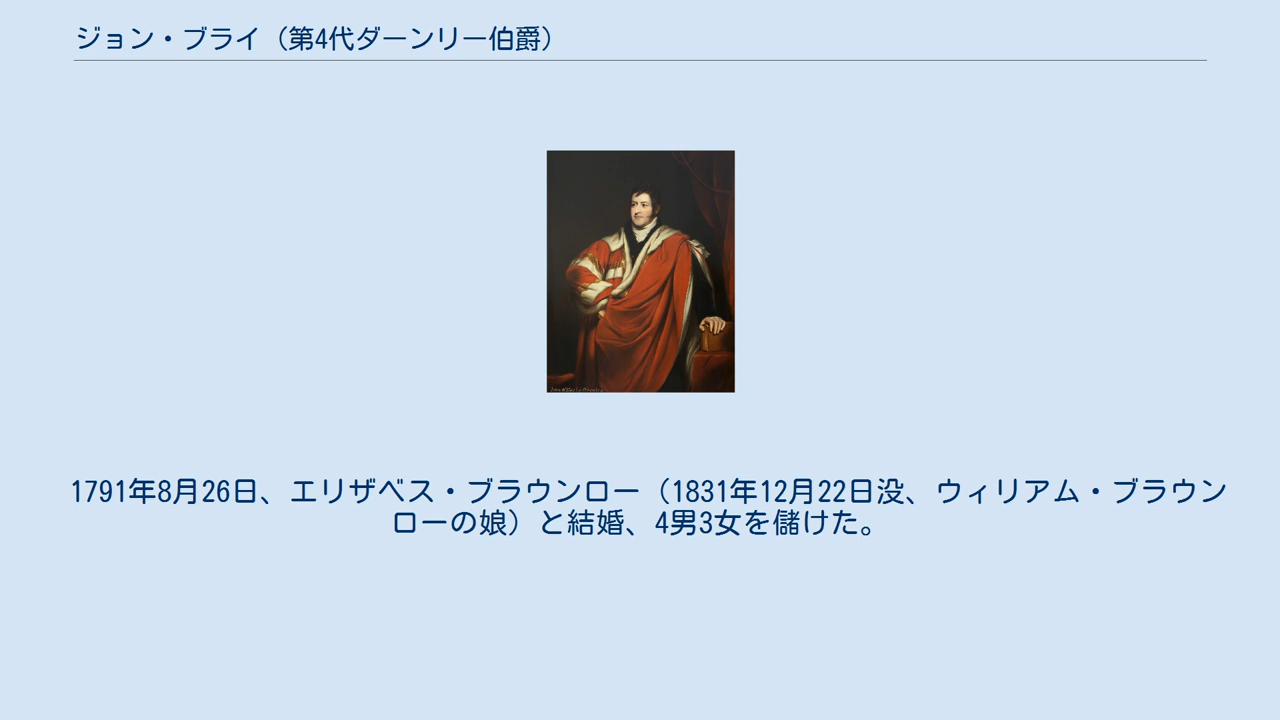 ジョン・ブライ（第4代ダーンリー伯爵）
1791年8月26日、エリザベス・ブラウンロー（1831年12月22日没、ウィリアム・ブラウン
ローの娘）と結婚、4男3女を儲けた。